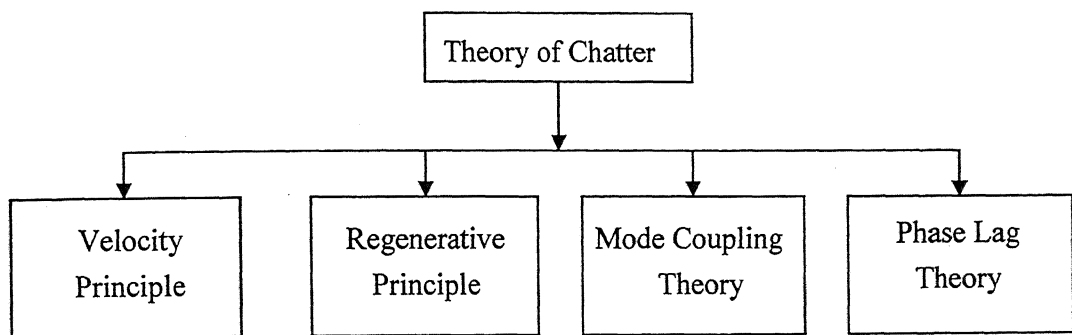 Theory of Chatter
Velocity
Principle
Regenerative
Principle
Mode Coupling
Theory
Phase Lag
Theory